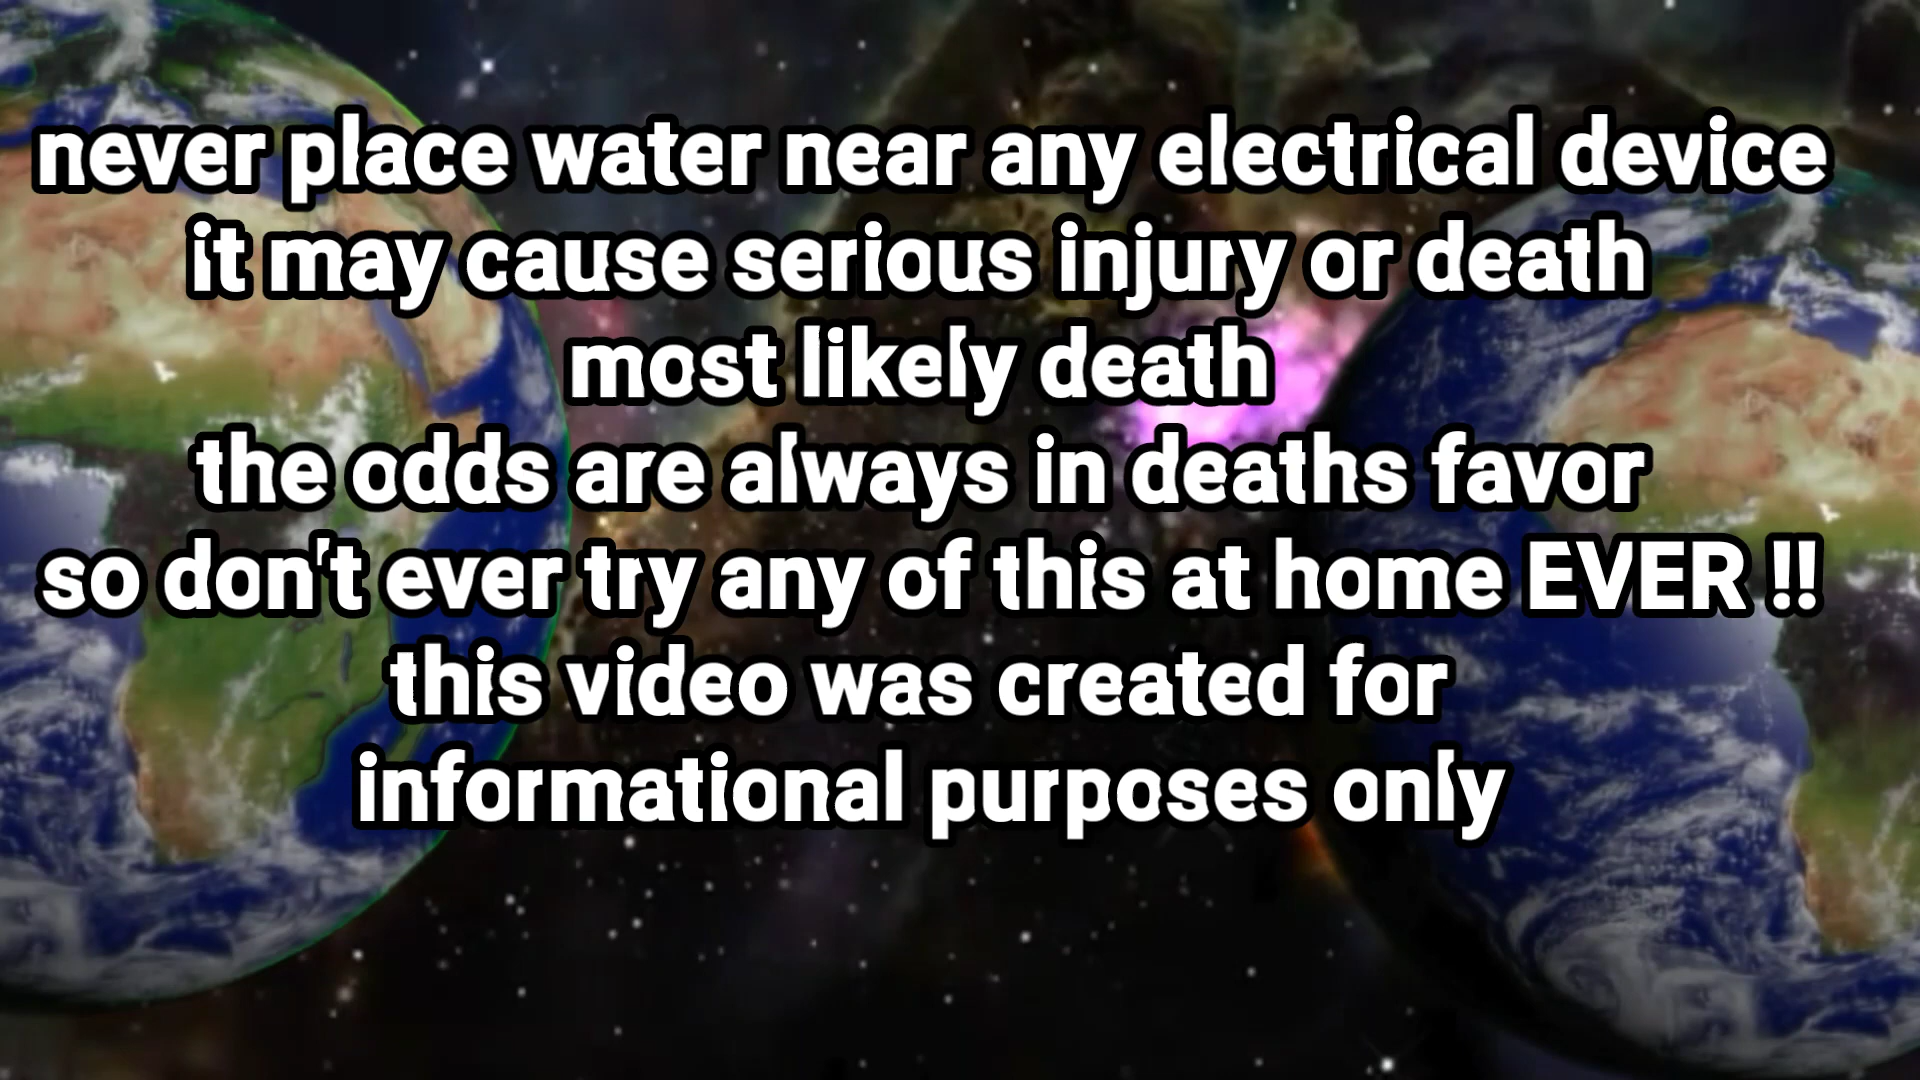 never place water near any electrical device
it may cause serious injury or death
most likely death
the odds are always in deaths favor
so don't ever try any of this at home EVER !!
this video was created for
informational purposes only